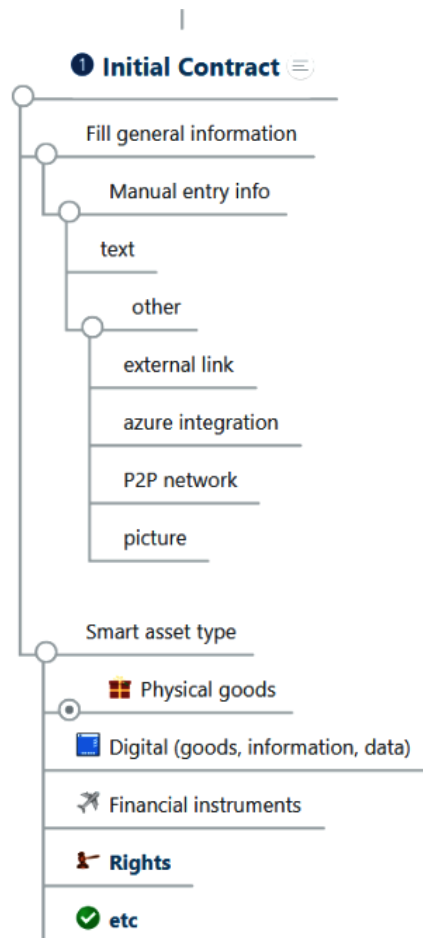 1 Initial Contract
Fill general information
Manual entry info
text
other
external link
azure integration
P2P network
picture
Smart asset type
Physical goods
Digital (goods, information, data)
Financial instruments
Rights
etc